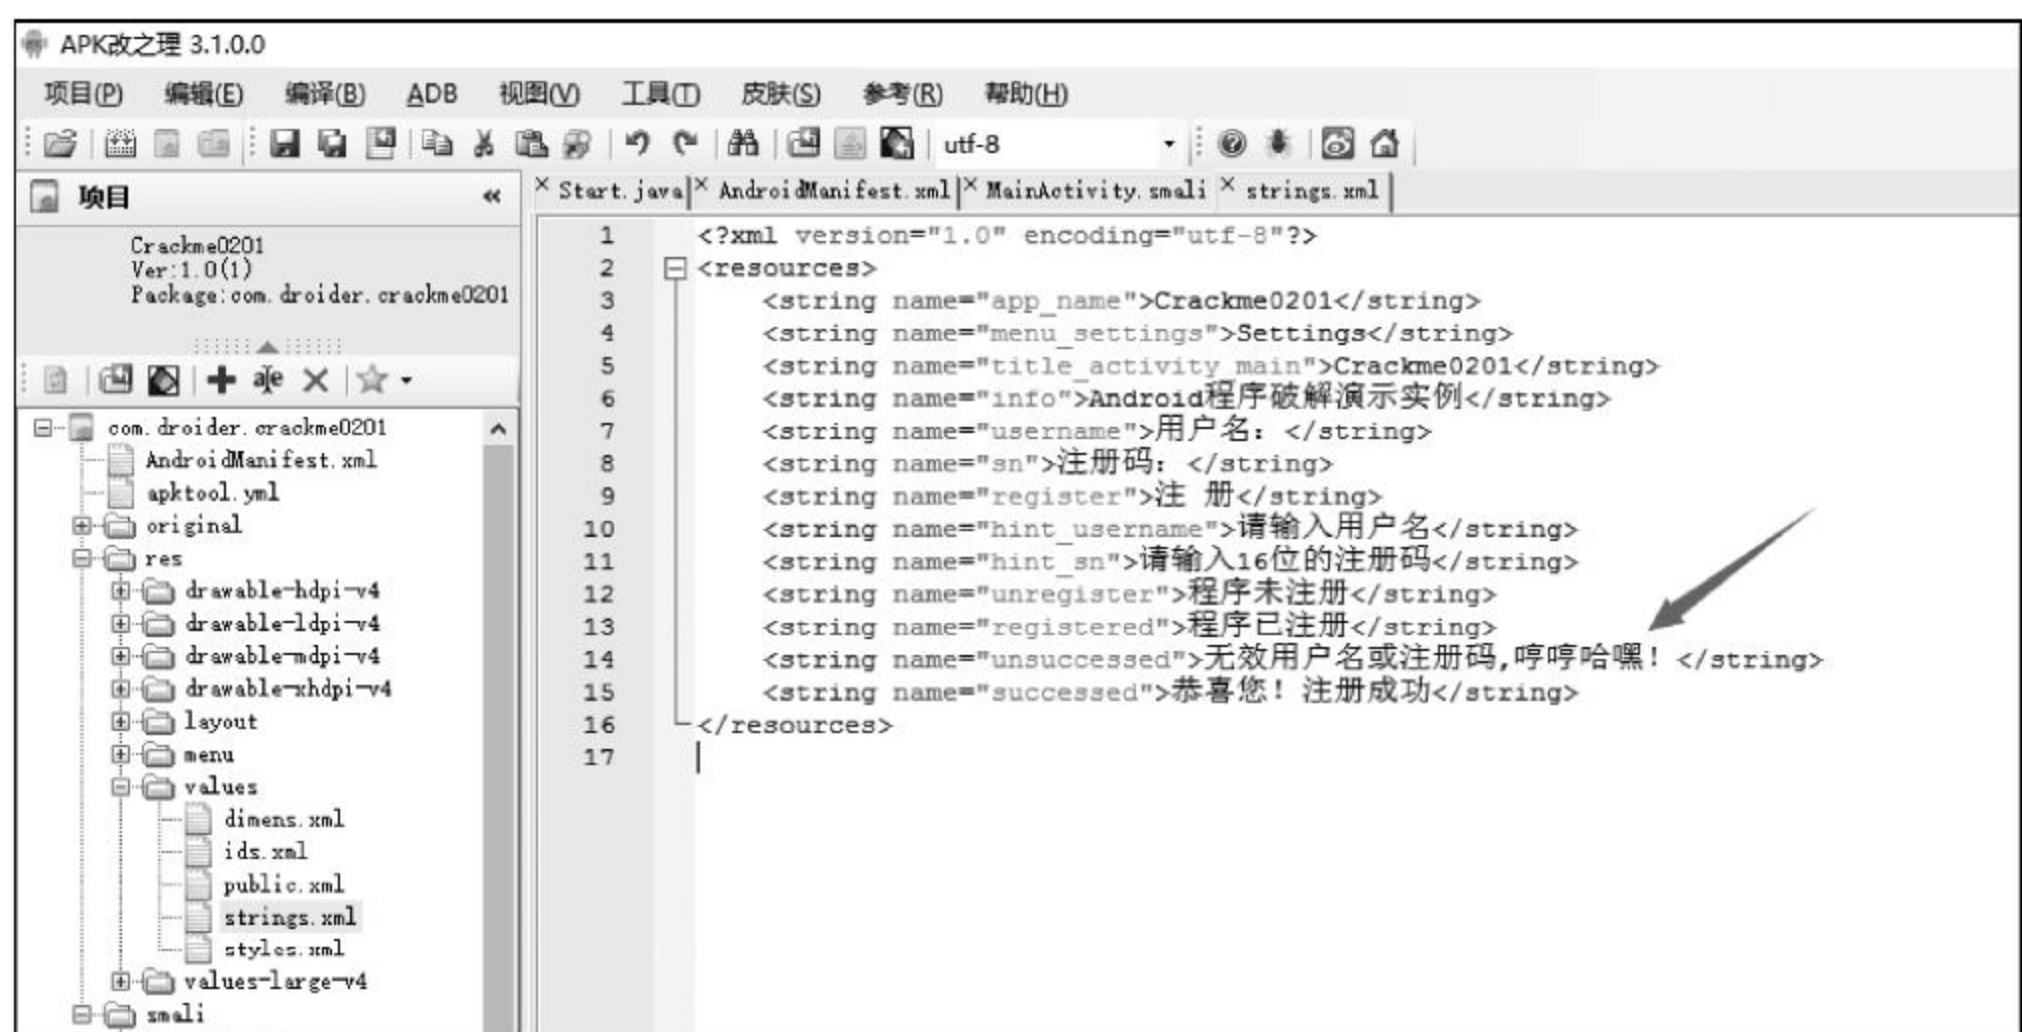 APK改之理 3.1.0.0
项目(P) 编辑(E) 编译(B) ADB 视图(V) 工具(T) 皮肤(S) 参考(R) 帮助(H)
utf-8
项目 «
Crackme0201
Ver:1.0(1)
Package:com.droider.crackme0201
com.droider.crackme0201
AndroidManifest.xml
apktool.yml
original
res
drawable-hdpi-v4
drawable-ldpi-v4
drawable-mdpi-v4
drawable-xhdpi-v4
layout
menu
values
dimens.xml
ids.xml
public.xml
strings.xml
styles.xml
values-large-v4
smali
× Start.java × AndroidManifest.xml × MainActivity.smali × strings.xml
1 <?xml version="1.0" encoding="utf-8"?>
2 <resources>
3 <string name="app_name">Crackme0201</string>
4 <string name="menu_settings">Settings</string>
5 <string name="title_activity_main">Crackme0201</string>
6 <string name="info">Android程序破解演示实例</string>
7 <string name="username">用户名：</string>
8 <string name="sn">注册码：</string>
9 <string name="register">注 册</string>
10 <string name="hint_username">请输入用户名</string>
11 <string name="hint_sn">请输入16位的注册码</string>
12 <string name="unregister">程序未注册</string>
13 <string name="registered">程序已注册</string>
14 <string name="unsuccessed">无效用户名或注册码,哼哼哈嘿！</string>
15 <string name="successed">恭喜您！注册成功</string>
16 </resources>
17